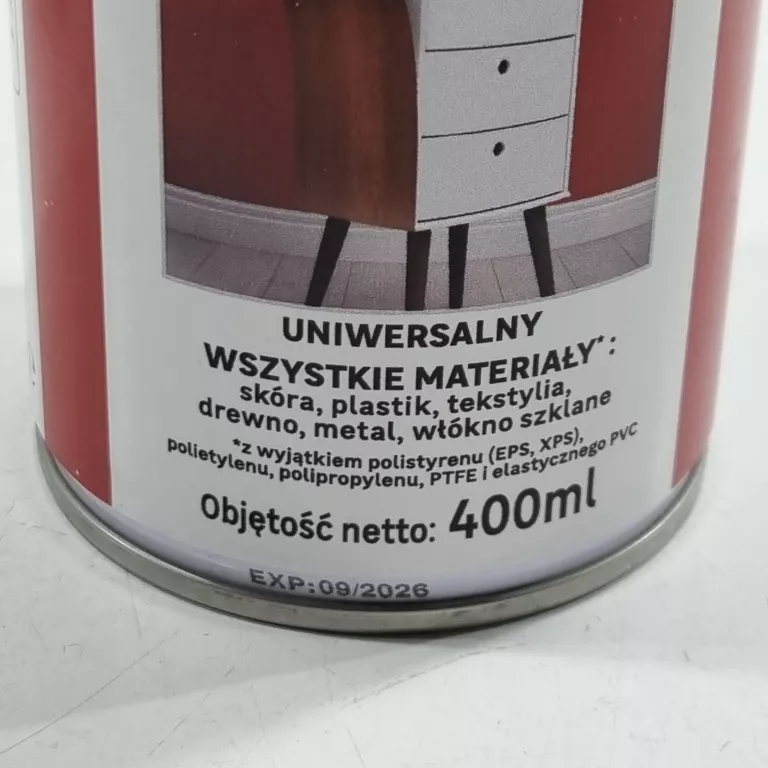 UNIWERSALNY
WSZYSTKIE MATERIAŁY*:
skóra, plastik, tekstylia,
drewno, metal, włókno szklane
*z wyjątkiem polistyrenu (EPS, XPS),
polietylenu, polipropylenu, PTFE i elastycznego PVC
Objętość netto: 400ml
EXP:09/2026